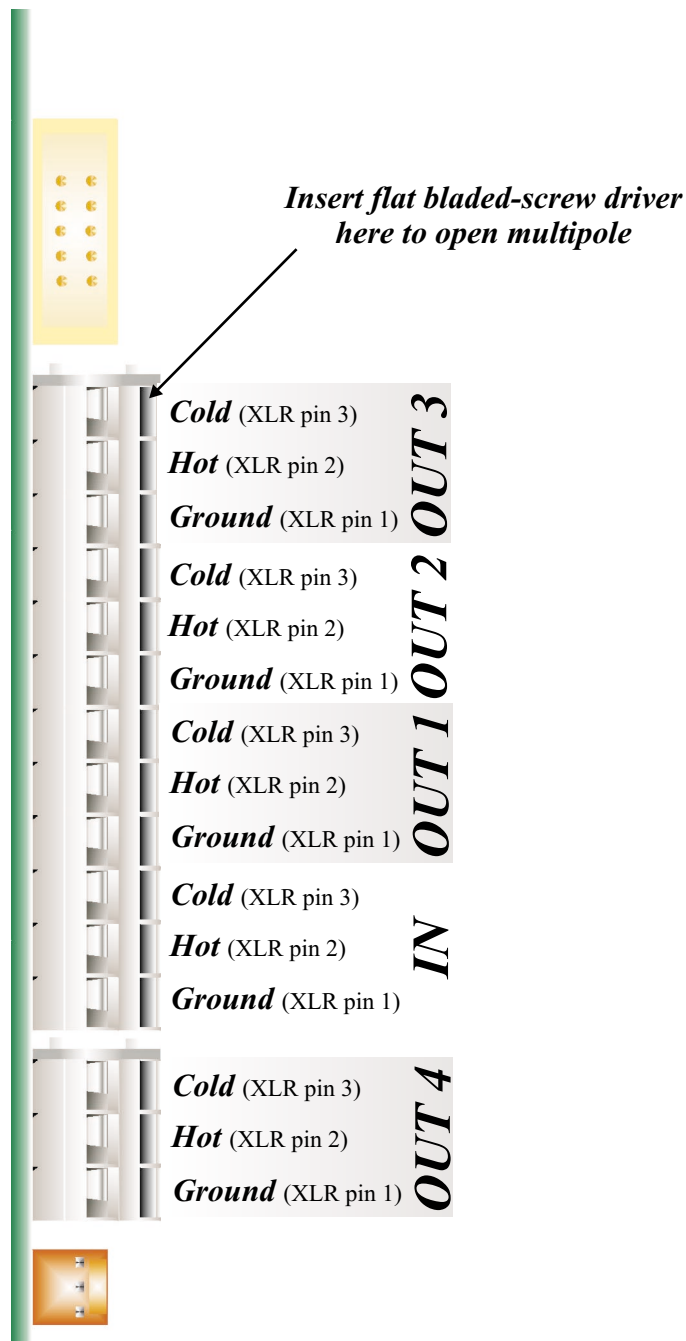 Insert flat bladed-screw driver
here to open multipole
Cold (XLR pin 3)
Hot (XLR pin 2)
Ground (XLR pin 1)
OUT 3
Cold (XLR pin 3)
Hot (XLR pin 2)
Ground (XLR pin 1)
OUT 2
Cold (XLR pin 3)
Hot (XLR pin 2)
Ground (XLR pin 1)
OUT 1
Cold (XLR pin 3)
Hot (XLR pin 2)
Ground (XLR pin 1)
IN
Cold (XLR pin 3)
Hot (XLR pin 2)
Ground (XLR pin 1)
OUT 4